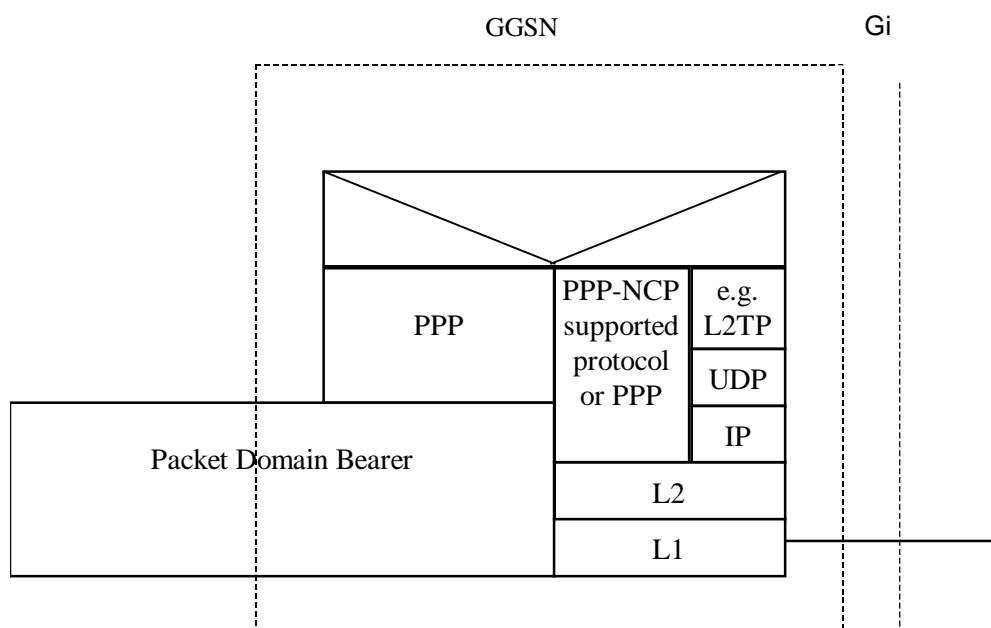 GGSN
Gi
PPP
PPP-NCP
supported
protocol
or PPP
e.g.
L2TP
UDP
IP
Packet Domain Bearer
L2
L1